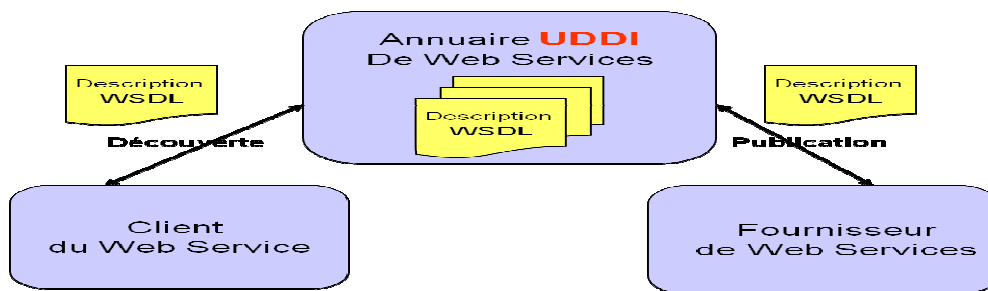 Annuaire UDDI
De Web Services
Description
WSDL
Description
WSDL
Description
WSDL
Découverte
Publication
Client
du Web Service
Fournisseur
de Web Services